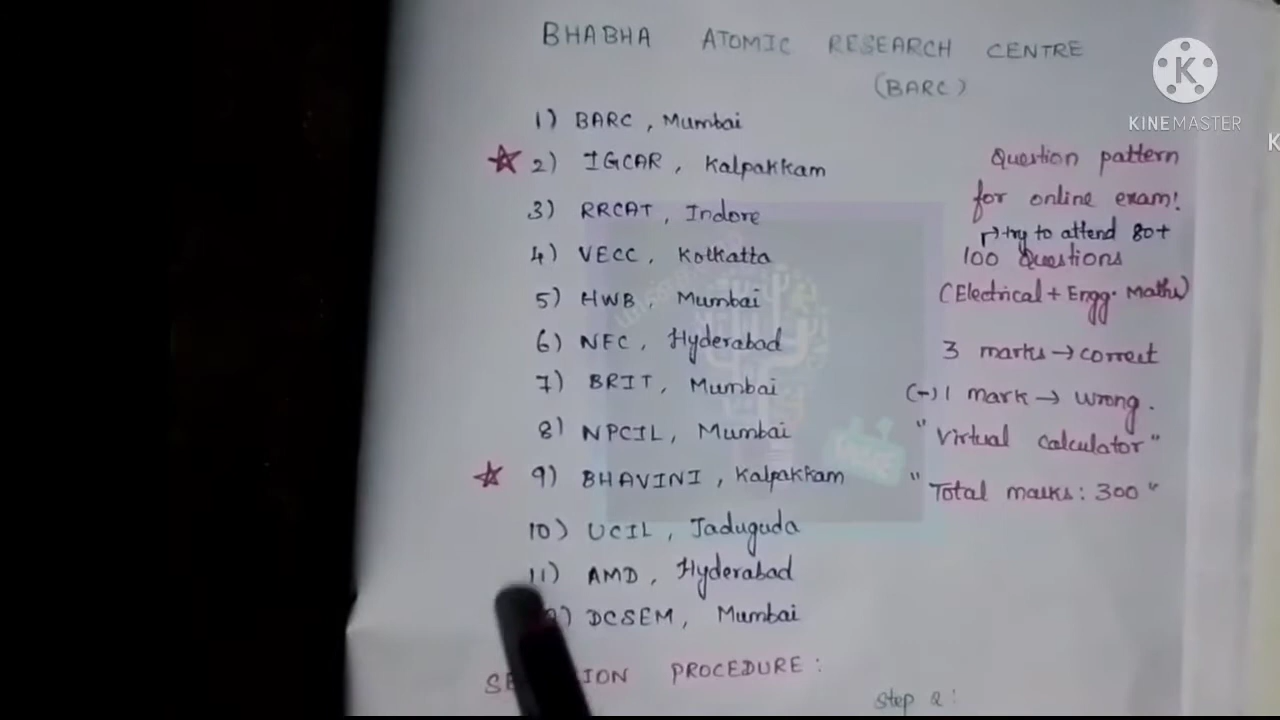 BHABHA ATOMIC RESEARCH CENTRE
(BARC)
1) BARC, Mumbai
2) IGCAR, Kalpakkam
3) RRCAT, Indore
4) VECC, Kolkatta
5) HWB, Mumbai
6) NFC, Hyderabad
7) BRIT, Mumbai
8) NPCIL, Mumbai
9) BHAVINI, Kalpakkam
10) UCIL, Jaduguda
11) AMD, Hyderabad
DCSEM, Mumbai
PROCEDURE:
Step 2:
Question pattern
for online exam!
→ try to attend 80+
100 Questions
(Electrical + Engg. Maths)
3 marks → correct
(-) 1 mark → wrong.
"Virtual calculator"
"Total marks: 300"
K
KINEMASTER
K